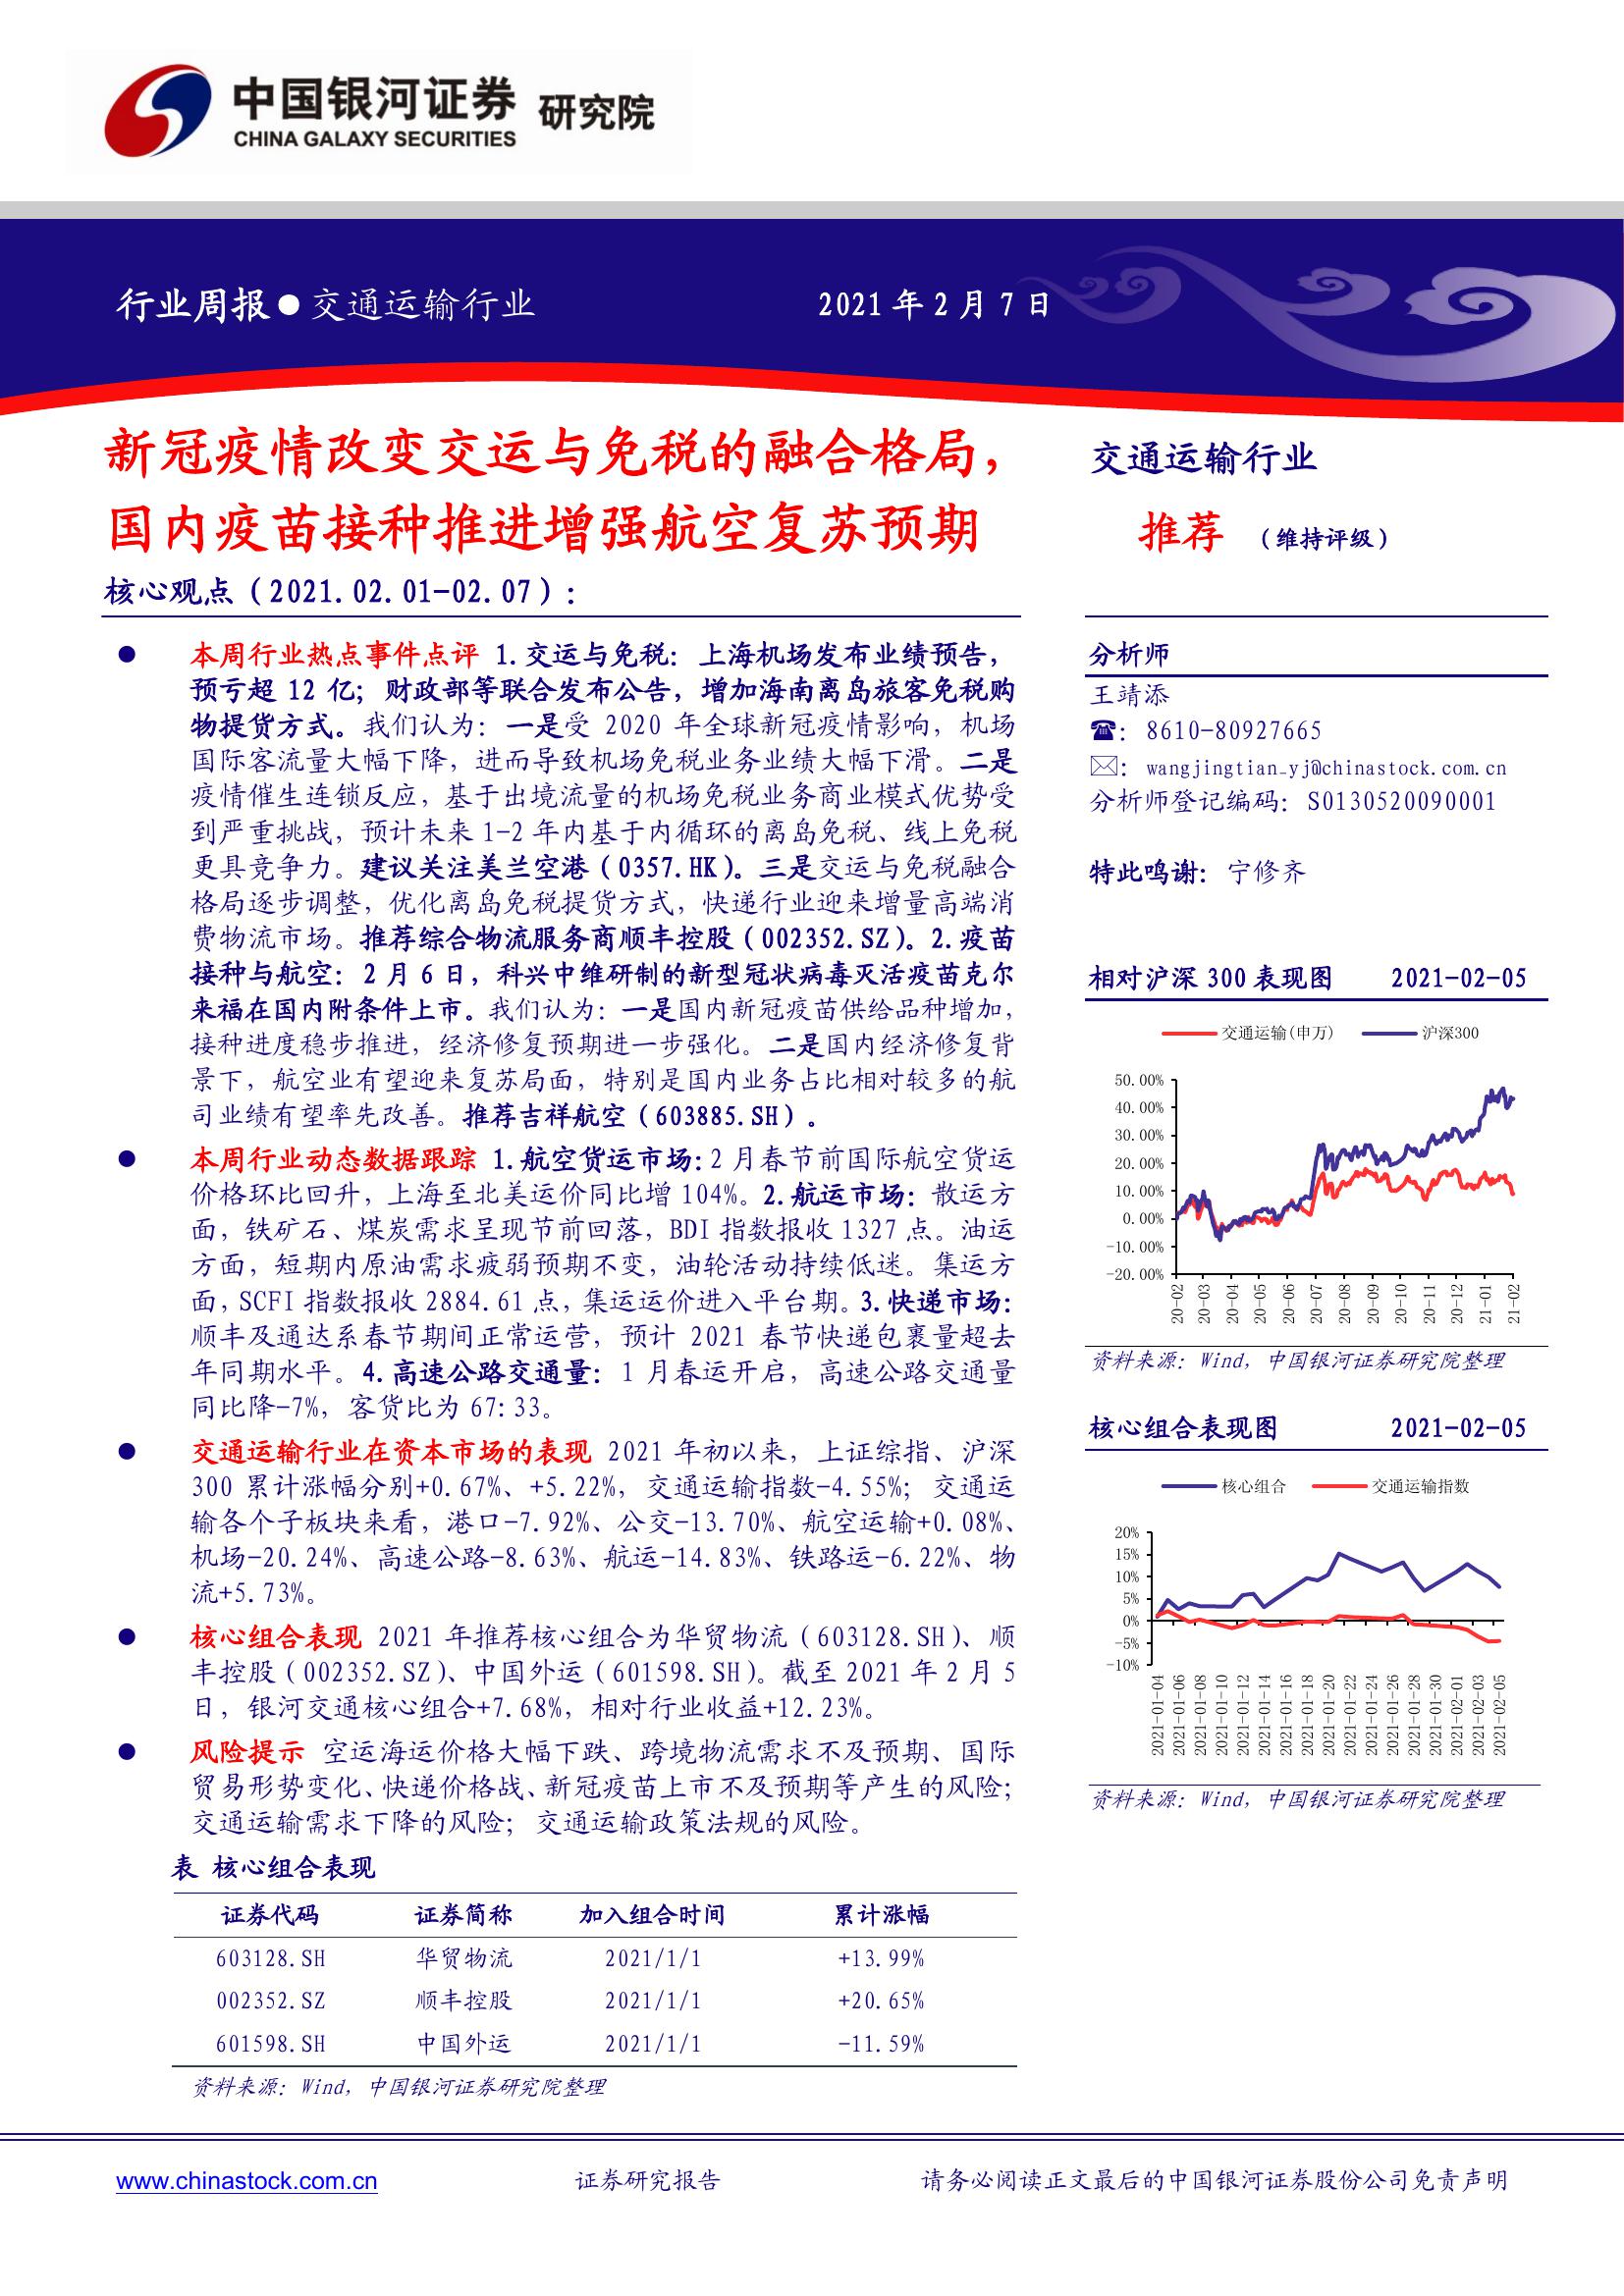 中国银河证券 研究院
CHINA GALAXY SECURITIES
行业周报●交通运输行业 2021 年 2 月 7 日
新冠疫情改变交运与免税的融合格局，
国内疫苗接种推进增强航空复苏预期
核心观点（2021.02.01-02.07）：
● 本周行业热点事件点评 1.交运与免税：上海机场发布业绩预告，
预亏超 12 亿；财政部等联合发布公告，增加海南离岛旅客免税购
物提货方式。我们认为：一是受 2020 年全球新冠疫情影响，机场
国际客流量大幅下降，进而导致机场免税业务业绩大幅下滑。二是
疫情催生连锁反应，基于出境流量的机场免税业务商业模式优势受
到严重挑战，预计未来 1-2 年内基于内循环的离岛免税、线上免税
更具竞争力。建议关注美兰空港（0357.HK）。三是交运与免税融合
格局逐步调整，优化离岛免税提货方式，快递行业迎来增量高端消
费物流市场。推荐综合物流服务商顺丰控股（002352.SZ）。2.疫苗
接种与航空：2 月 6 日，科兴中维研制的新型冠状病毒灭活疫苗克尔
来福在国内附条件上市。我们认为：一是国内新冠疫苗供给品种增加，
接种进度稳步推进，经济修复预期进一步强化。二是国内经济修复背
景下，航空业有望迎来复苏局面，特别是国内业务占比相对较多的航
司业绩有望率先改善。推荐吉祥航空（603885.SH）。
● 本周行业动态数据跟踪 1.航空货运市场：2 月春节前国际航空货运
价格环比回升，上海至北美运价同比增 104%。2.航运市场：散运方
面，铁矿石、煤炭需求呈现节前回落，BDI 指数报收 1327 点。油运
方面，短期内原油需求疲弱预期不变，油轮活动持续低迷。集运方
面，SCFI 指数报收 2884.61 点，集运运价进入平台期。3.快递市场：
顺丰及通达系春节期间正常运营，预计 2021 春节快递包裹量超去
年同期水平。4.高速公路交通量：1 月春运开启，高速公路交通量
同比降-7%，客货比为 67:33。
● 交通运输行业在资本市场的表现 2021 年初以来，上证综指、沪深
300 累计涨幅分别+0.67%、+5.22%，交通运输指数-4.55%；交通运
输各个子板块来看，港口-7.92%、公交-13.70%、航空运输+0.08%、
机场-20.24%、高速公路-8.63%、航运-14.83%、铁路运-6.22%、物
流+5.73%。
● 核心组合表现 2021 年推荐核心组合为华贸物流（603128.SH）、顺
丰控股（002352.SZ）、中国外运（601598.SH）。截至 2021 年 2 月 5
日，银河交通核心组合+7.68%，相对行业收益+12.23%。
● 风险提示 空运海运价格大幅下跌、跨境物流需求不及预期、国际
贸易形势变化、快递价格战、新冠疫苗上市不及预期等产生的风险；
交通运输需求下降的风险；交通运输政策法规的风险。
表 核心组合表现
证券代码 证券简称 加入组合时间 累计涨幅
603128.SH 华贸物流 2021/1/1 +13.99%
002352.SZ 顺丰控股 2021/1/1 +20.65%
601598.SH 中国外运 2021/1/1 -11.59%
资料来源：Wind，中国银河证券研究院整理
交通运输行业
推荐 （维持评级）
分析师
王靖添
☎：8610-80927665
✉：wangjingtian_yj@chinastock.com.cn
分析师登记编码：S0130520090001
特此鸣谢：宁修齐
相对沪深 300 表现图 2021-02-05
交通运输(申万) 沪深300
50.00%
40.00%
30.00%
20.00%
10.00%
0.00%
-10.00%
-20.00%
20-02 20-03 20-04 20-05 20-06 20-07 20-08 20-09 20-10 20-11 20-12 21-01 21-02
资料来源：Wind，中国银河证券研究院整理
核心组合表现图 2021-02-05
核心组合 交通运输指数
20%
15%
10%
5%
0%
-5%
-10%
2021-01-04 2021-01-06 2021-01-08 2021-01-10 2021-01-12 2021-01-14 2021-01-16 2021-01-18 2021-01-20 2021-01-22 2021-01-24 2021-01-26 2021-01-28 2021-01-30 2021-02-01 2021-02-03 2021-02-05
资料来源：Wind，中国银河证券研究院整理
www.chinastock.com.cn 证券研究报告 请务必阅读正文最后的中国银河证券股份公司免责声明